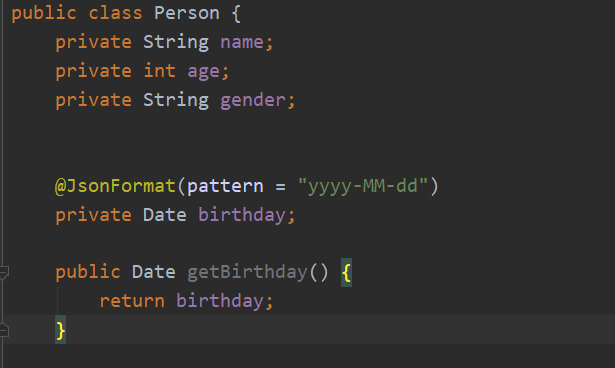 public class Person {
    private String name;
    private int age;
    private String gender;
    @JsonFormat(pattern = "yyyy-MM-dd")
    private Date birthday;
    public Date getBirthday() {
        return birthday;
    }